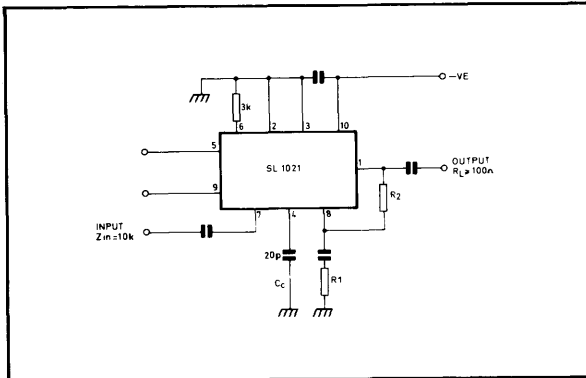 −VE
3k
6
2
3
10
5
SL 1021
1
OUTPUT
RL ⩾ 100n
R2
9
INPUT
Zin=10k
7
4
8
20p
Cc
R1